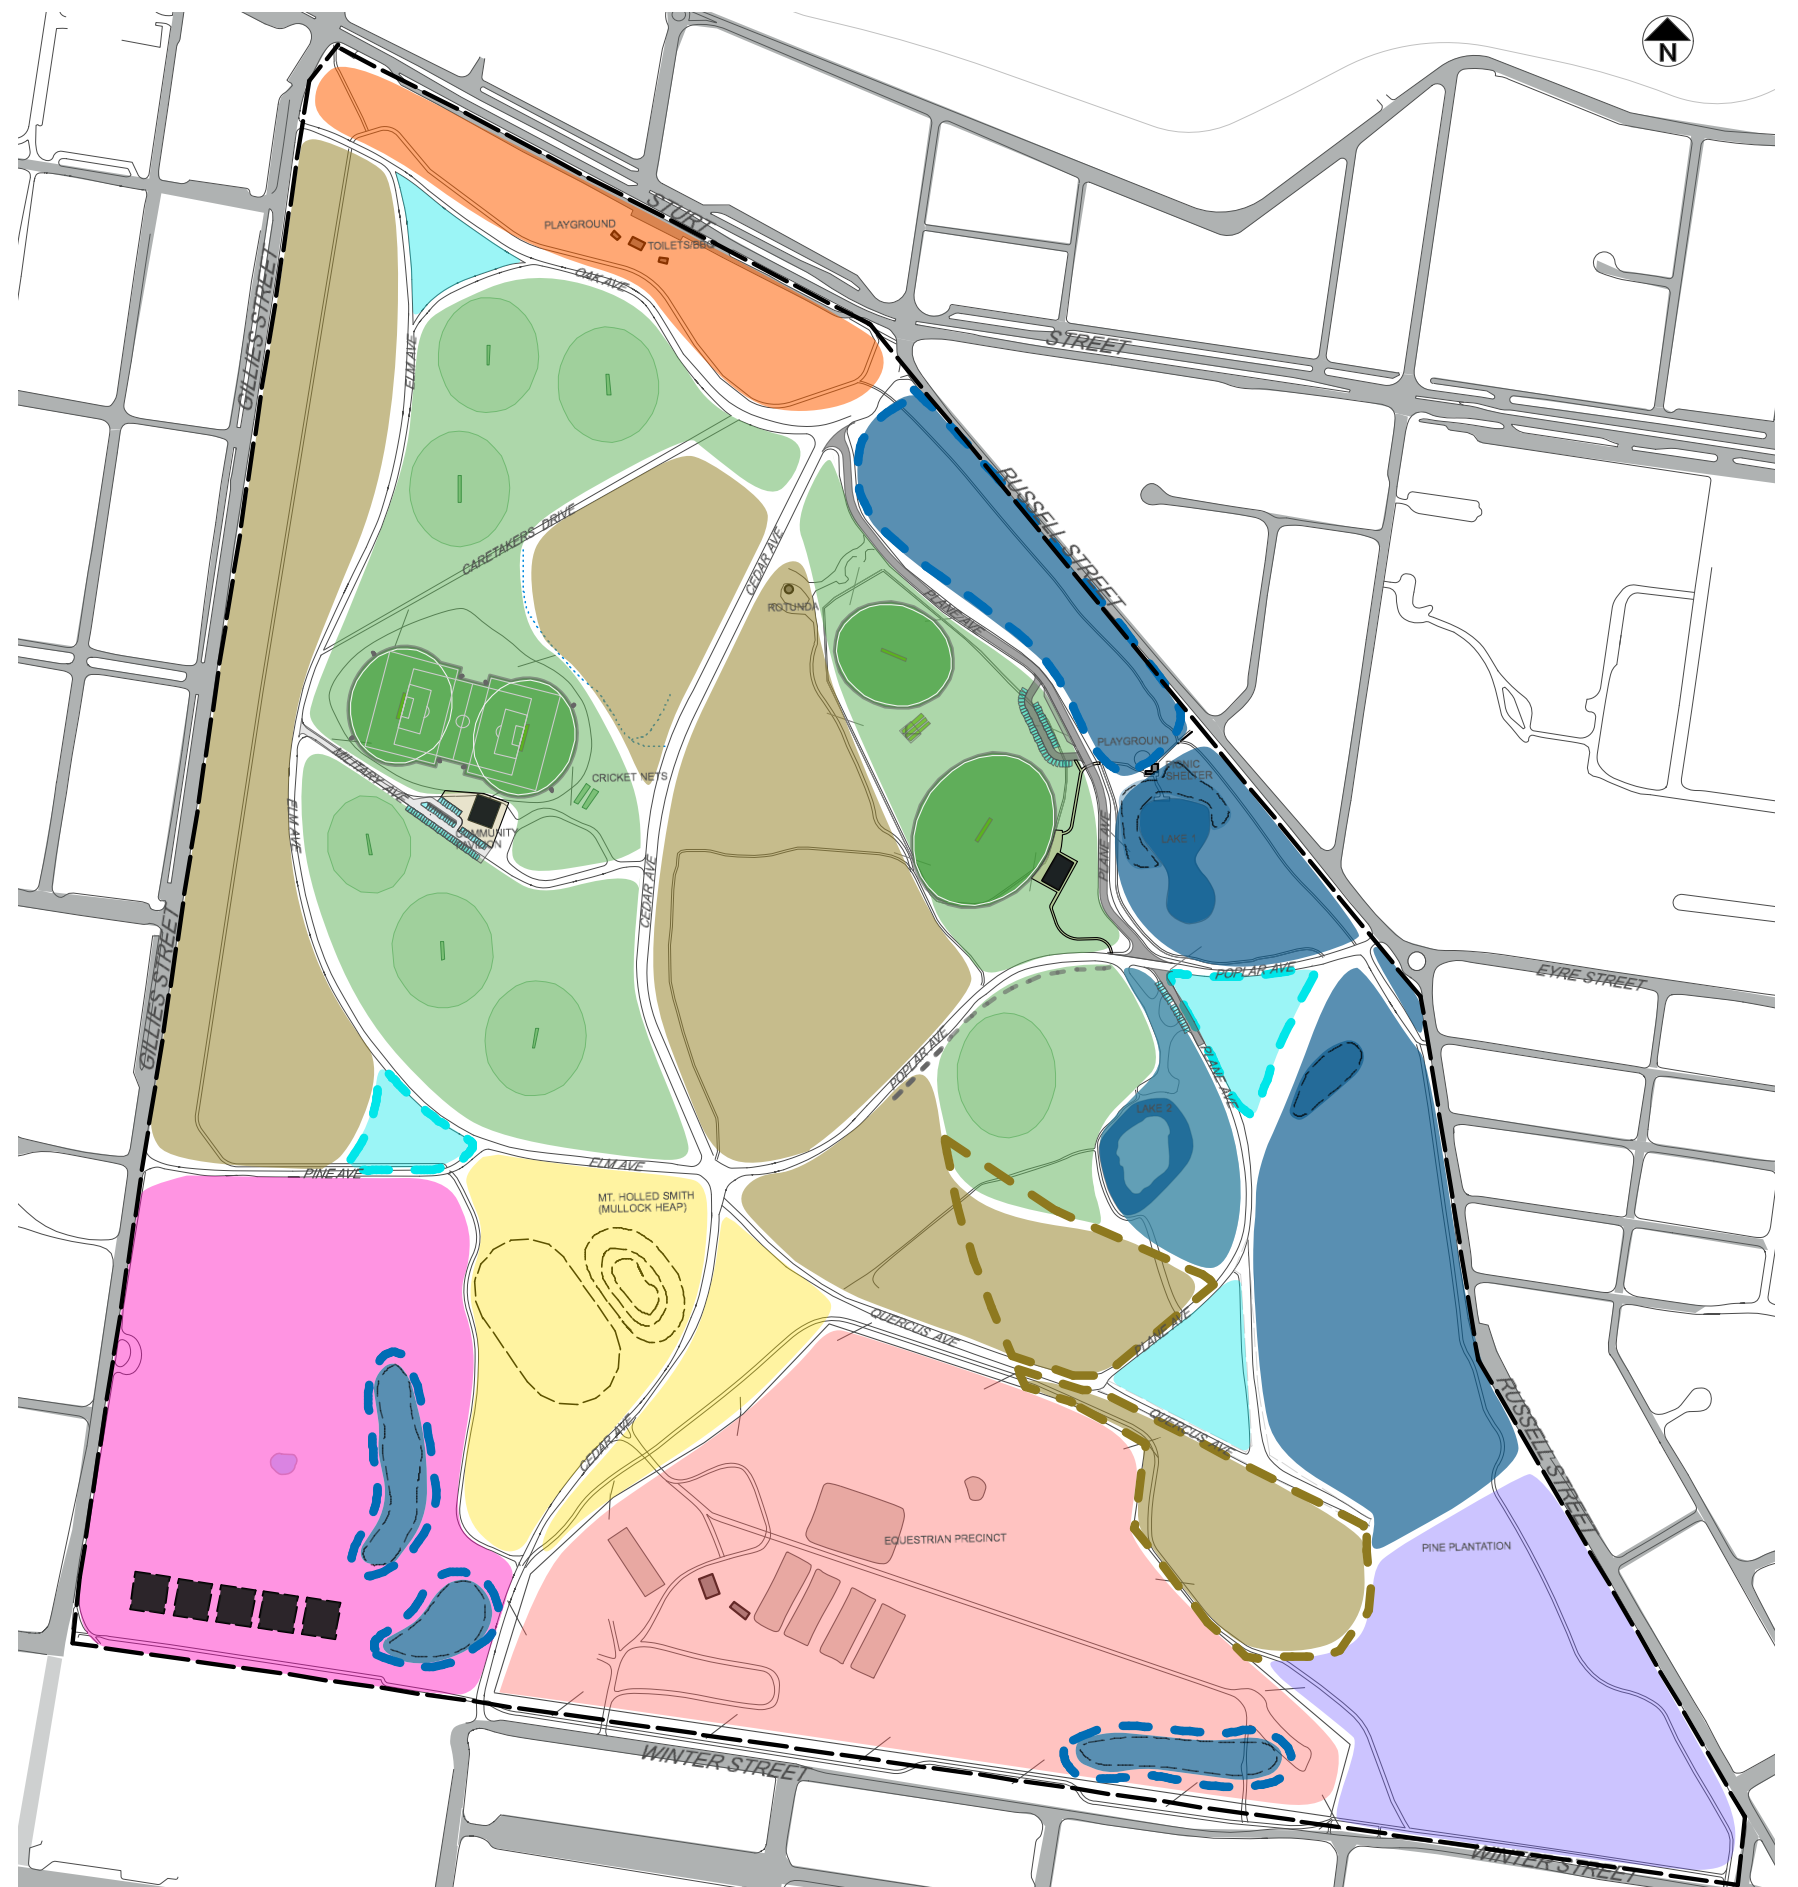 N
STURT
STREET
PLAYGROUND
TOILETS/BBQ
OAK AVE
GILLIES STREET
ELM AVE
CARETAKERS DRIVE
CEDAR AVE
ROTUNDA
PLANE AVE
RUSSELL STREET
PLAYGROUND
PICNIC
SHELTER
MILITARY AVE
CRICKET NETS
COMMUNITY
PAVILION
ELM AVE
CEDAR AVE
PLANE AVE
LAKE 1
GILLIES STREET
POPLAR AVE
EYRE STREET
POPLAR AVE
PLANE AVE
LAKE 2
PINE AVE
ELM AVE
MT. HOLLED SMITH
(MULLOCK HEAP)
QUERCUS AVE
PLANE AVE
QUERCUS AVE
CEDAR AVE
RUSSELL STREET
EQUESTRIAN PRECINCT
PINE PLANTATION
WINTER STREET
WINTER STREET